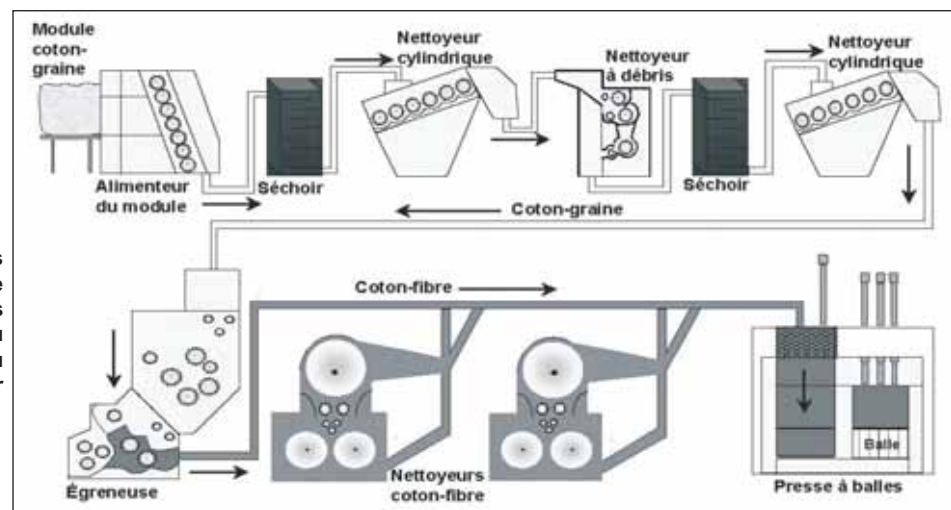 Module
coton-
graine
Nettoyeur
cylindrique
Nettoyeur
à débris
Nettoyeur
cylindrique
Alimenteur
du module
Séchoir
Séchoir
Coton-graine
Coton-fibre
Égreneuse
Nettoyeurs
coton-fibre
Balle
Presse à balles